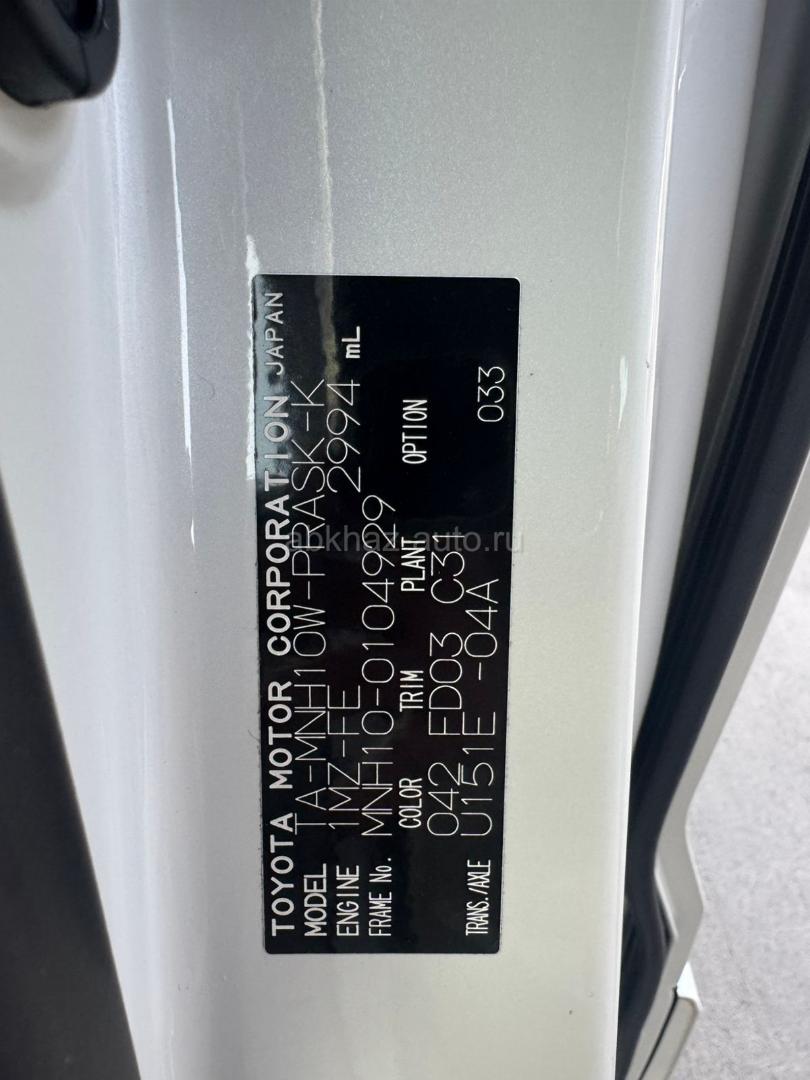 TOYOTA MOTOR CORPORATION JAPAN
MODEL TA-MNH10W-PRASK-K
ENGINE 1MZ-FE 2994 mL
FRAME No. MNH10-0104929
COLOR TRIM PLANT OPTION
042 FD03 C31
TRANS./AXLE U151E -04A 033
abkhaz-auto.ru